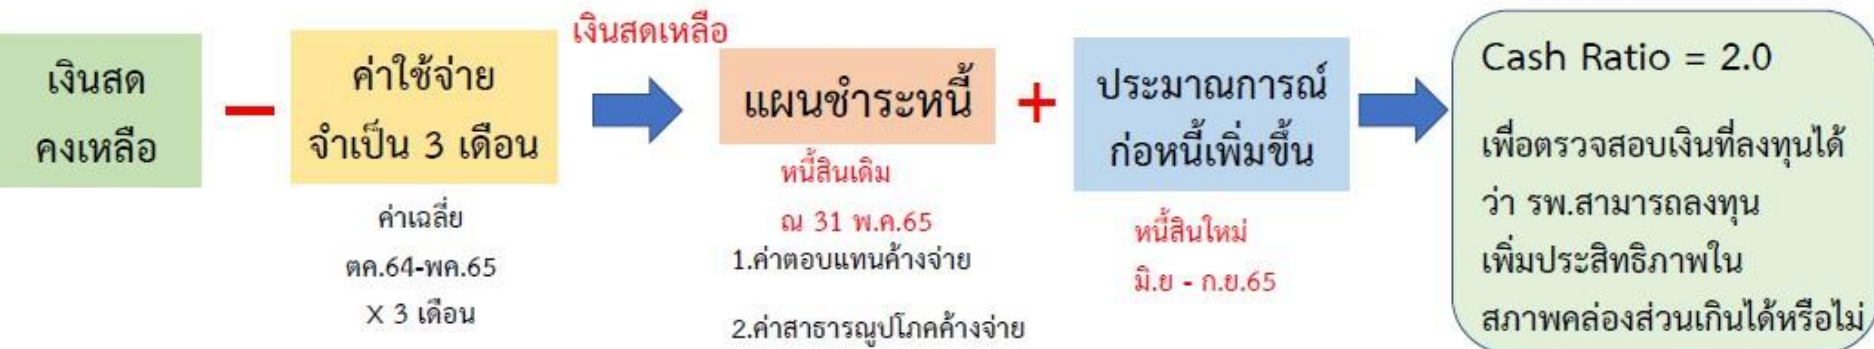 เงินสด
คงเหลือ
ค่าใช้จ่าย
จำเป็น 3 เดือน
ค่าเฉลี่ย
ตค.64-พค.65
X 3 เดือน
เงินสดเหลือ
แผนชำระหนี้
หนี้สินเดิม
ณ 31 พ.ค.65
1.ค่าตอบแทนค้างจ่าย
2.ค่าสาธารณูปโภคค้างจ่าย
+
ประมาณการณ์
ก่อหนี้เพิ่มขึ้น
หนี้สินใหม่
มิ.ย - ก.ย.65
Cash Ratio = 2.0
เพื่อตรวจสอบเงินที่ลงทุนได้
ว่า รพ.สามารถลงทุน
เพิ่มประสิทธิภาพใน
สภาพคล่องส่วนเกินได้หรือไม่